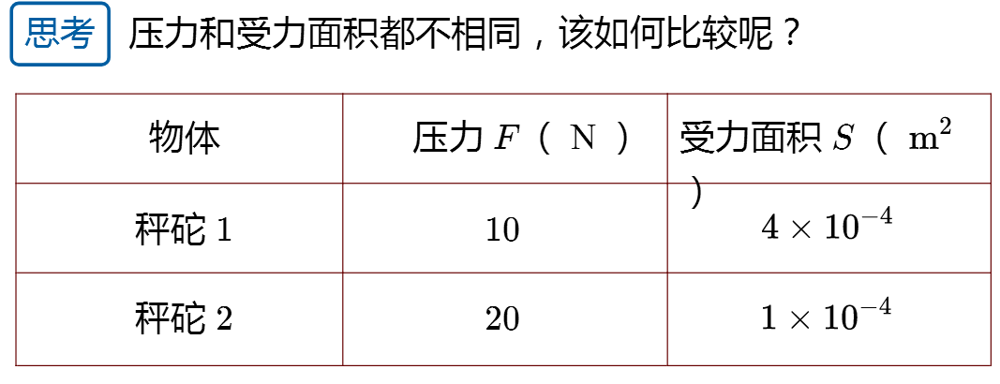 思考 压力和受力面积都不相同，该如何比较呢？
物体 压力 F（ N ） 受力面积 S（ m²
）
秤砣 1 10 4 × 10⁻⁴
秤砣 2 20 1 × 10⁻⁴